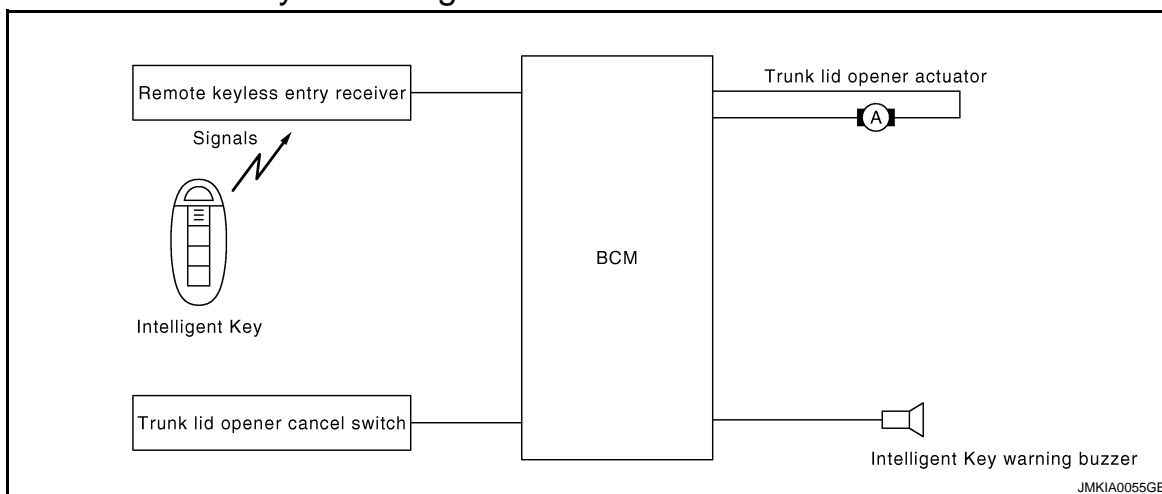 Trunk lid opener actuator
Remote keyless entry receiver
A
Signals
BCM
Intelligent Key
Trunk lid opener cancel switch
Intelligent Key warning buzzer
JMKIA0055GE